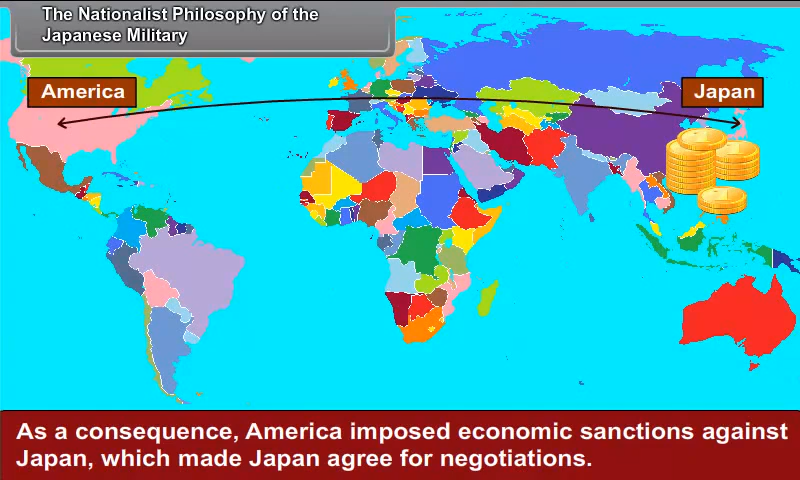 The Nationalist Philosophy of the
Japanese Military
America
Japan
As a consequence, America imposed economic sanctions against
Japan, which made Japan agree for negotiations.